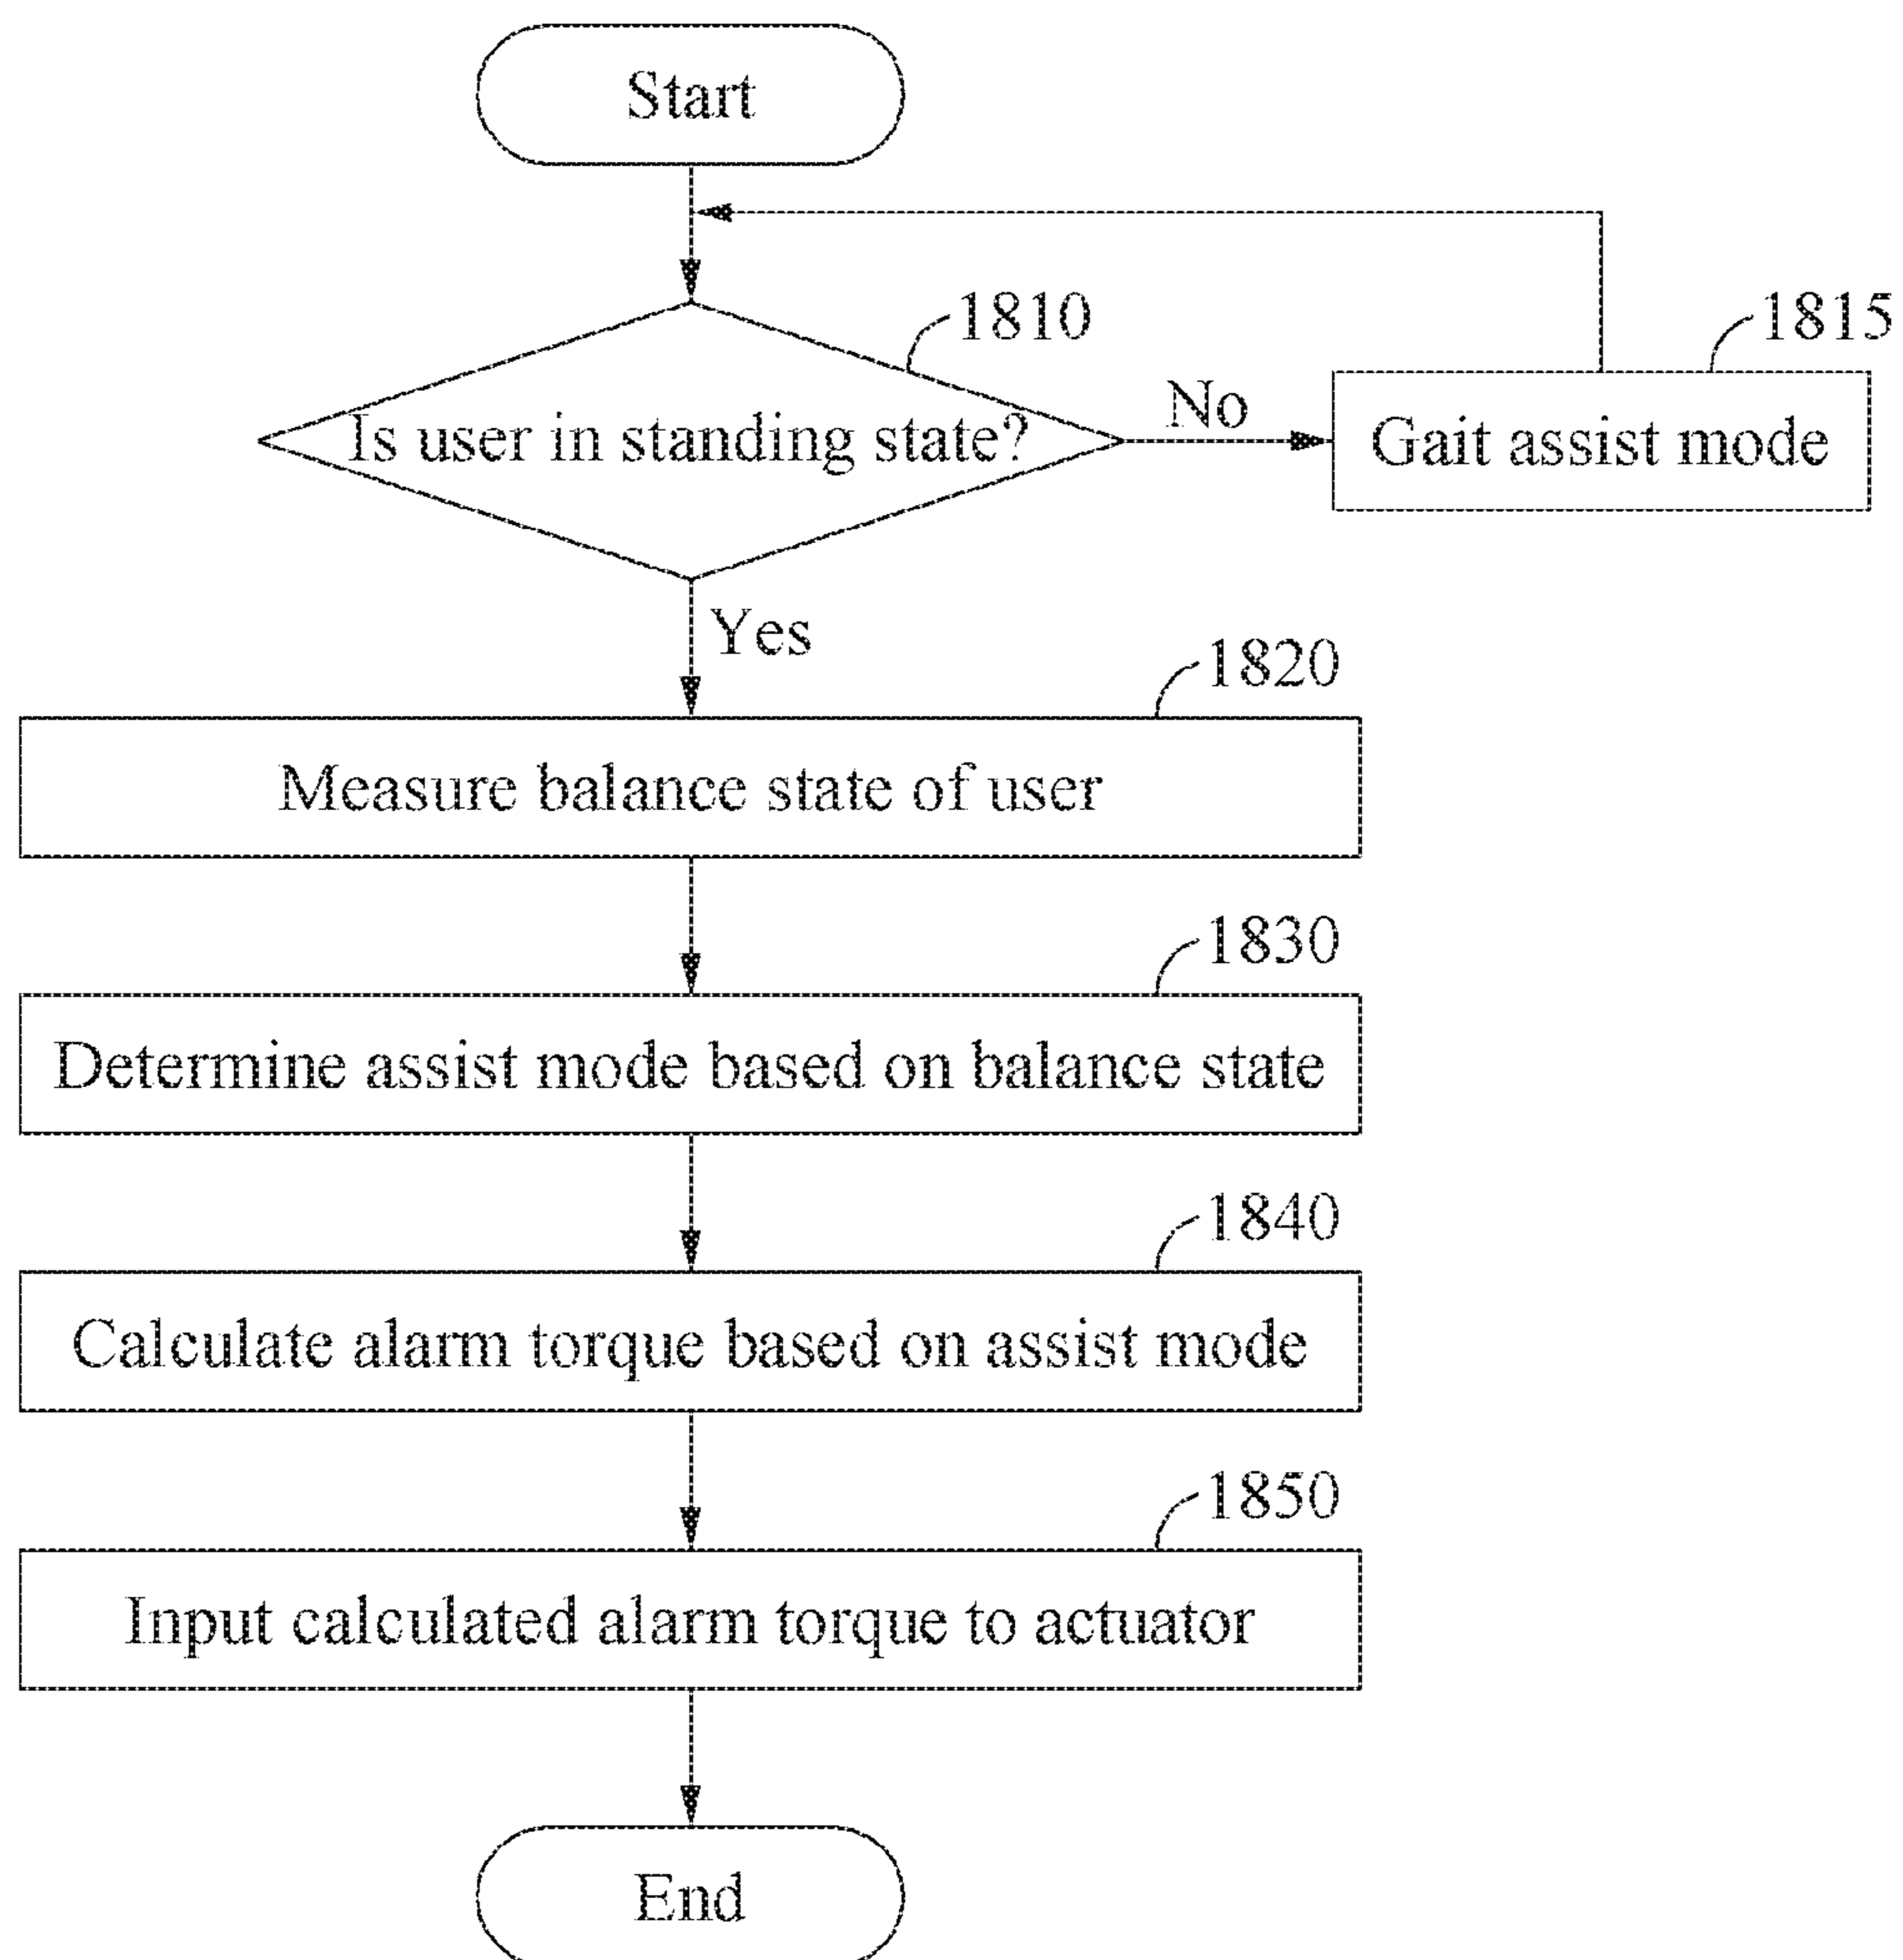 Start
1810
Is user in standing state?
No
1815
Gait assist mode
Yes
1820
Measure balance state of user
1830
Determine assist mode based on balance state
1840
Calculate alarm torque based on assist mode
1850
Input calculated alarm torque to actuator
End